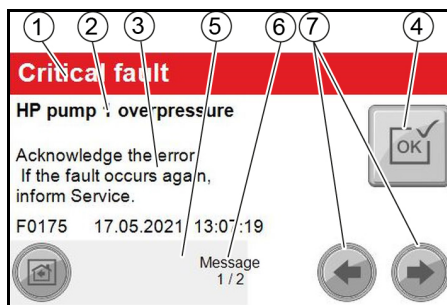 1 2 3 5 6 7 4
Critical fault
HP pump 1 overpressure
OK
Acknowledge the error
If the fault occurs again,
inform Service.
F0175 17.05.2021 13:07:19
Message
1 / 2